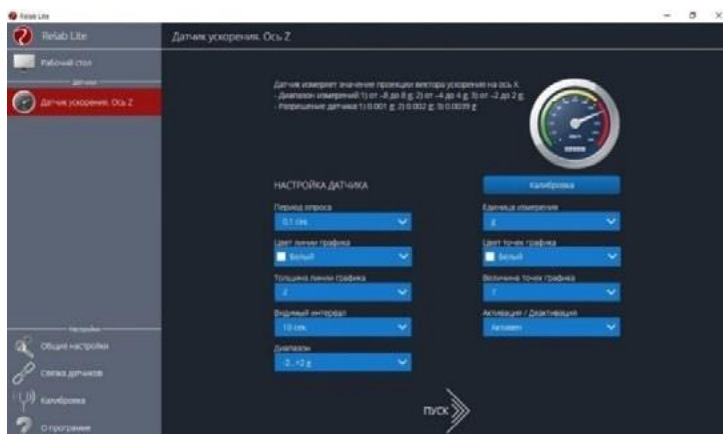 Relab Lite
Relab Lite
Датчик ускорения. Ось Z
Рабочий стол
Датчики
Датчик ускорения. Ось Z
Датчик измеряет значение проекции вектора ускорения на ось X.
- Диапазон измерений: 1) от –8 до 8 g; 2) от –4 до 4 g; 3) от –2 до 2 g;
- Разрешение датчика: 1) 0.001 g; 2) 0.002 g; 3) 0.0039 g
НАСТРОЙКА ДАТЧИКА
Калибровка
Период опроса
Единица измерения
0,1 сек.
g
Цвет линии графика
Цвет точек графика
Белый
Белый
Толщина линии графика
Величина точек графика
2
7
Видимый интервал
Активация / Деактивация
10 сек.
Активен
Диапазон
-2...+2 g
Настройки
Общие настройки
Связка датчиков
Калибровка
О программе
ПУСК